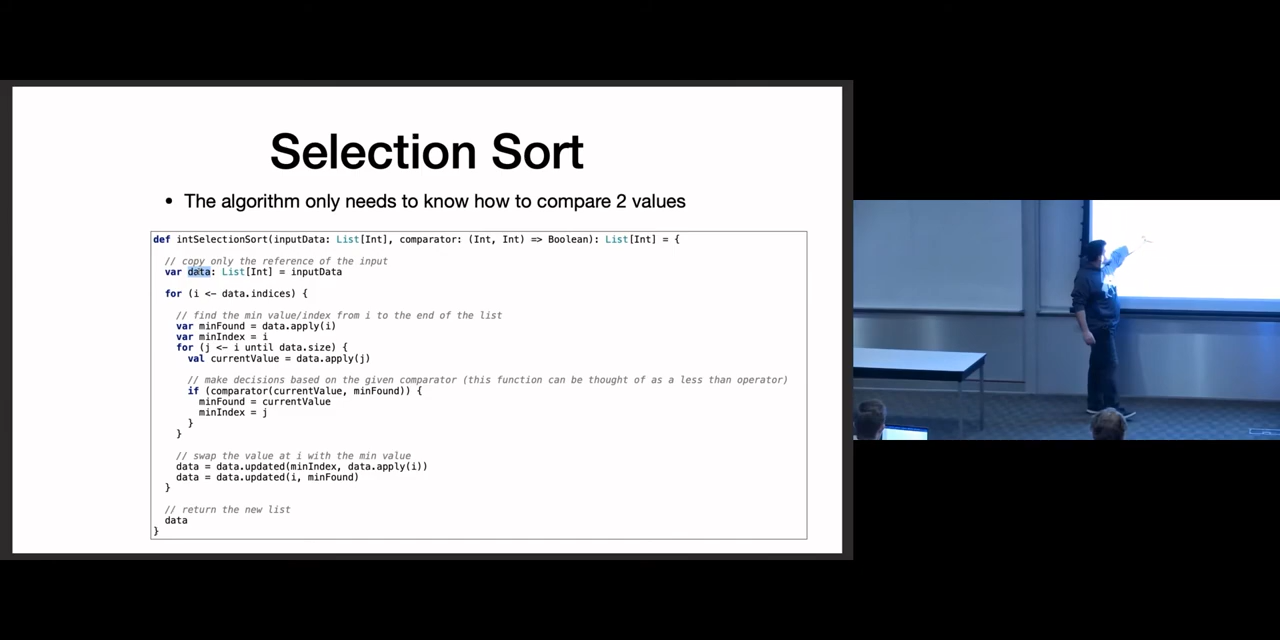 Selection Sort
• The algorithm only needs to know how to compare 2 values
def intSelectionSort(inputData: List[Int], comparator: (Int, Int) => Boolean): List[Int] = {
// copy only the reference of the input
var data: List[Int] = inputData
for (i <- data.indices) {
// find the min value/index from i to the end of the list
var minFound = data.apply(i)
var minIndex = i
for (j <- i until data.size) {
val currentValue = data.apply(j)
// make decisions based on the given comparator (this function can be thought of as a less than operator)
if (comparator(currentValue, minFound)) {
minFound = currentValue
minIndex = j
}
}
// swap the value at i with the min value
data = data.updated(minIndex, data.apply(i))
data = data.updated(i, minFound)
}
// return the new list
data
}